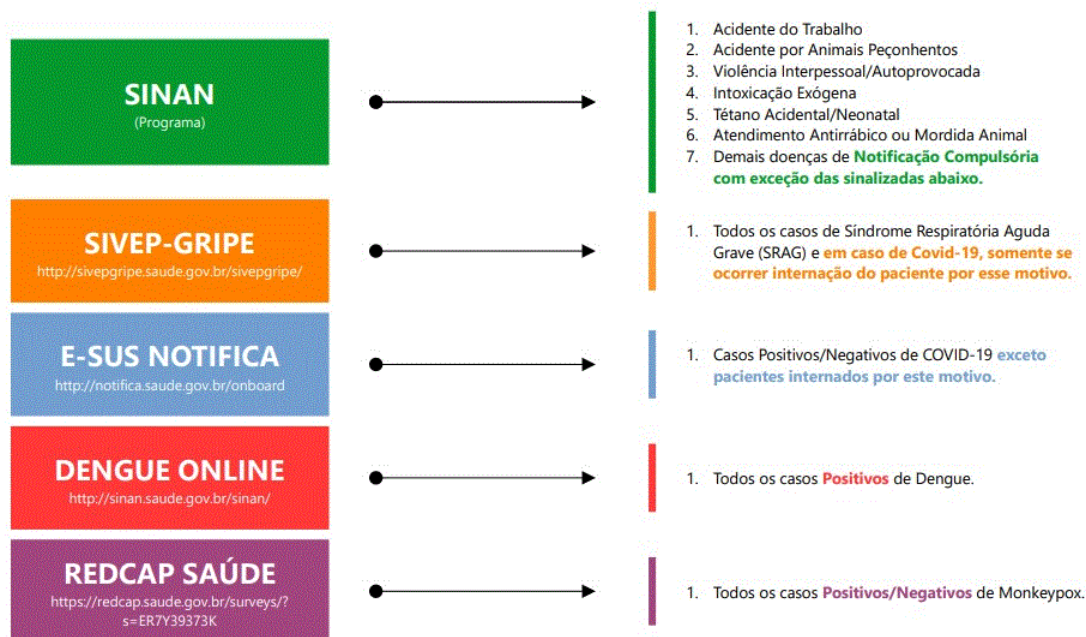 SINAN
(Programa)
1. Acidente do Trabalho
2. Acidente por Animais Peçonhentos
3. Violência Interpessoal/Autoprovocada
4. Intoxicação Exógena
5. Tétano Acidental/Neonatal
6. Atendimento Antirrábico ou Mordida Animal
7. Demais doenças de Notificação Compulsória
com exceção das sinalizadas abaixo.
SIVEP-GRIPE
http://sivepgripe.saude.gov.br/sivepgripe/
1. Todos os casos de Síndrome Respiratória Aguda
Grave (SRAG) e em caso de Covid-19, somente se
ocorrer internação do paciente por esse motivo.
E-SUS NOTIFICA
http://notifica.saude.gov.br/onboard
1. Casos Positivos/Negativos de COVID-19 exceto
pacientes internados por este motivo.
DENGUE ONLINE
http://sinan.saude.gov.br/sinan/
1. Todos os casos Positivos de Dengue.
REDCAP SAÚDE
https://redcap.saude.gov.br/surveys/?
s=ER7Y39373K
1. Todos os casos Positivos/Negativos de Monkeypox.